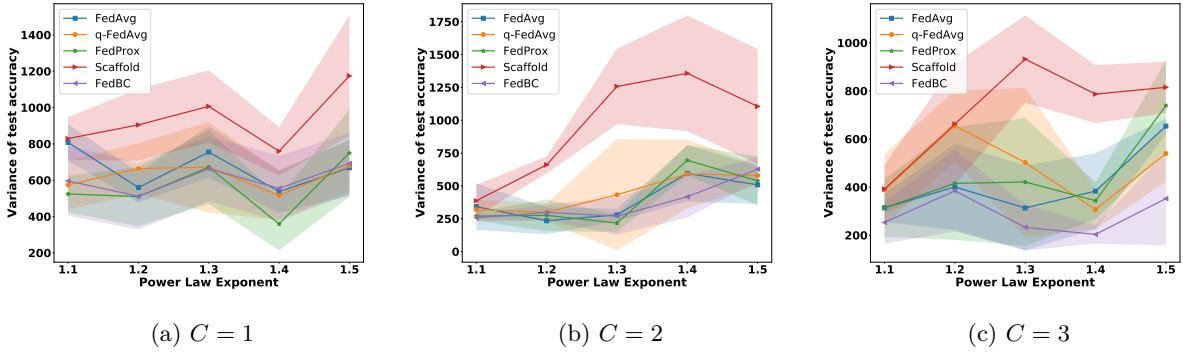 Variance of test accuracy
1400
1200
1000
800
600
400
200
FedAvg
q-FedAvg
FedProx
Scaffold
FedBC
1.1 1.2 1.3 1.4 1.5
Power Law Exponent
(a) C = 1
Variance of test accuracy
1750
1500
1250
1000
750
500
250
0
FedAvg
q-FedAvg
FedProx
Scaffold
FedBC
1.1 1.2 1.3 1.4 1.5
Power Law Exponent
(b) C = 2
Variance of test accuracy
1000
800
600
400
200
FedAvg
q-FedAvg
FedProx
Scaffold
FedBC
1.1 1.2 1.3 1.4 1.5
Power Law Exponent
(c) C = 3